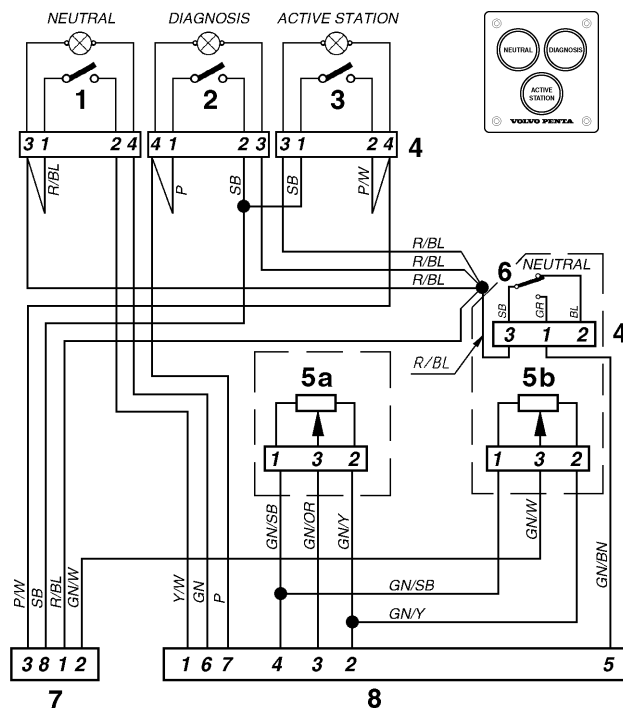 NEUTRAL DIAGNOSIS ACTIVE STATION
1 2 3
3 1 2 4 4 1 2 3 3 1 2 4 4
R/BL P SB SB P/W
NEUTRAL DIAGNOSIS
ACTIVE
STATION
VOLVO PENTA
R/BL
R/BL
R/BL
6 NEUTRAL
SB GR BL
3 1 2 4
R/BL
5a 5b
1 3 2 1 3 2
GN/SB GN/OR GN/Y GN/W
P/W SB R/BL GN/W Y/W GN P GN/BN
GN/SB
GN/Y
3 8 1 2 1 6 7 4 3 2 5
7 8